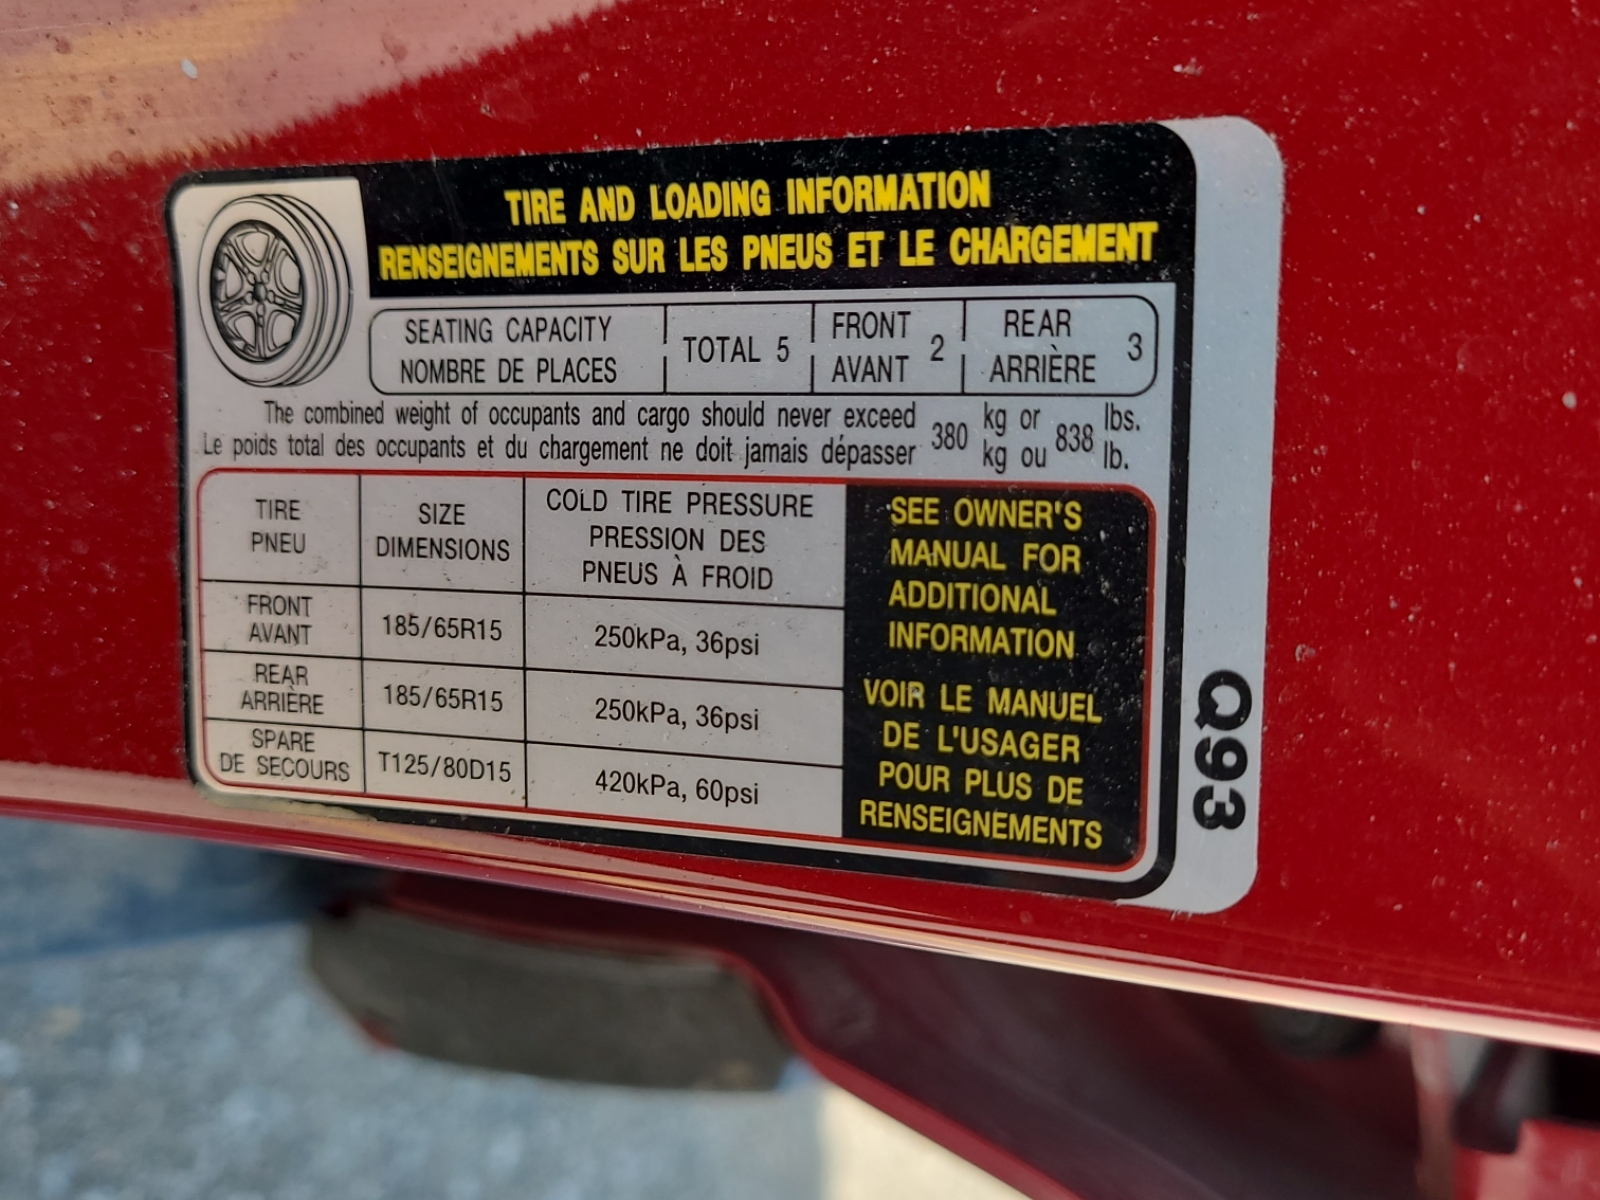 TIRE AND LOADING INFORMATION
RENSEIGNEMENTS SUR LES PNEUS ET LE CHARGEMENT
SEATING CAPACITY
NOMBRE DE PLACES
TOTAL 5
FRONT
AVANT
2
REAR
ARRIÈRE
3
The combined weight of occupants and cargo should never exceed 380 kg or 838 lbs.
Le poids total des occupants et du chargement ne doit jamais dépasser kg ou lb.
TIRE
PNEU
SIZE
DIMENSIONS
COLD TIRE PRESSURE
PRESSION DES
PNEUS À FROID
FRONT
AVANT
185/65R15
250kPa, 36psi
REAR
ARRIÈRE
185/65R15
250kPa, 36psi
SPARE
DE SECOURS
T125/80D15
420kPa, 60psi
SEE OWNER'S
MANUAL FOR
ADDITIONAL
INFORMATION
VOIR LE MANUEL
DE L'USAGER
POUR PLUS DE
RENSEIGNEMENTS
Q93